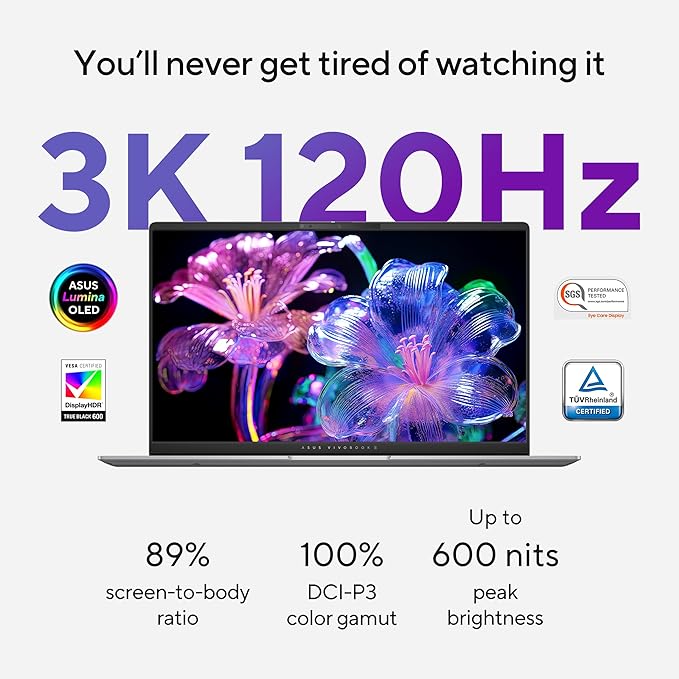 You'll never get tired of watching it
3K 120Hz
ASUS
Lumina
OLED
SGS
PERFORMANCE
TESTED
Eye Care Display
VESA CERTIFIED
DisplayHDR™
TRUE BLACK 600
TÜVRheinland
CERTIFIED
ASUS VIVOBOOK S
89%
screen-to-body
ratio
100%
DCI-P3
color gamut
Up to
600 nits
peak
brightness